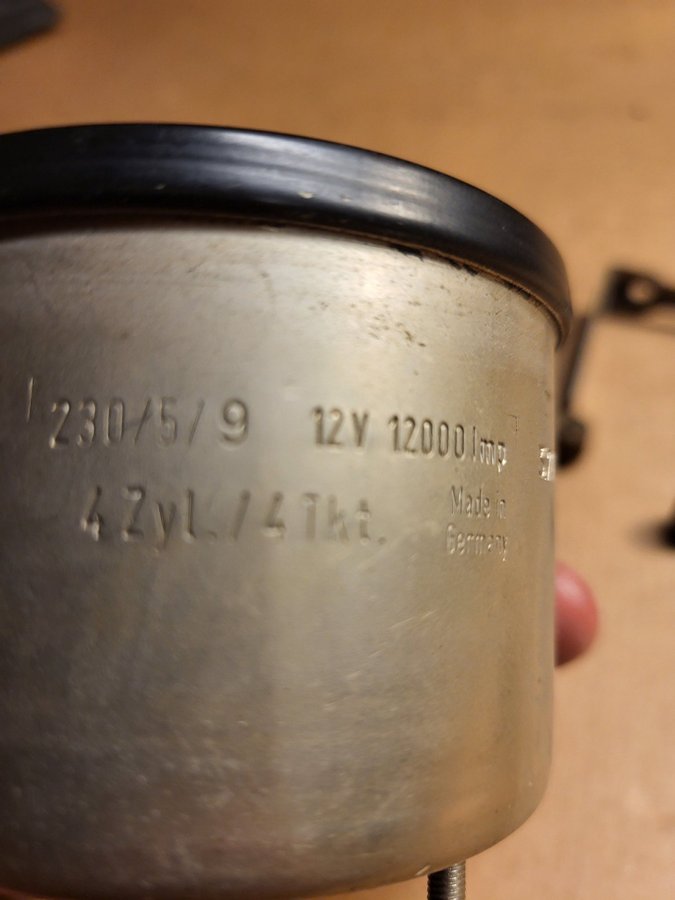 230/5/9 12V 12000 Imp
4 Zyl. / 4 Tkt. Made in
Germany